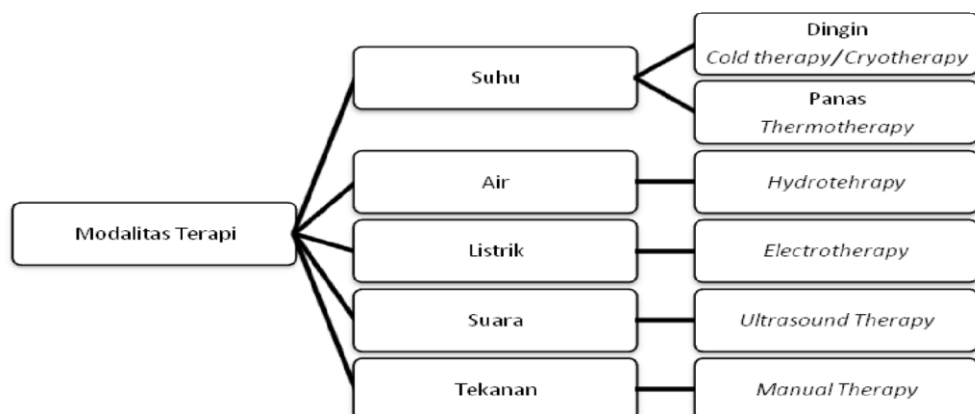 Modalitas Terapi
Suhu
Dingin
Cold therapy/Cryotherapy
Panas
Thermotherapy
Air
Hydrotehrapy
Listrik
Electrotherapy
Suara
Ultrasound Therapy
Tekanan
Manual Therapy